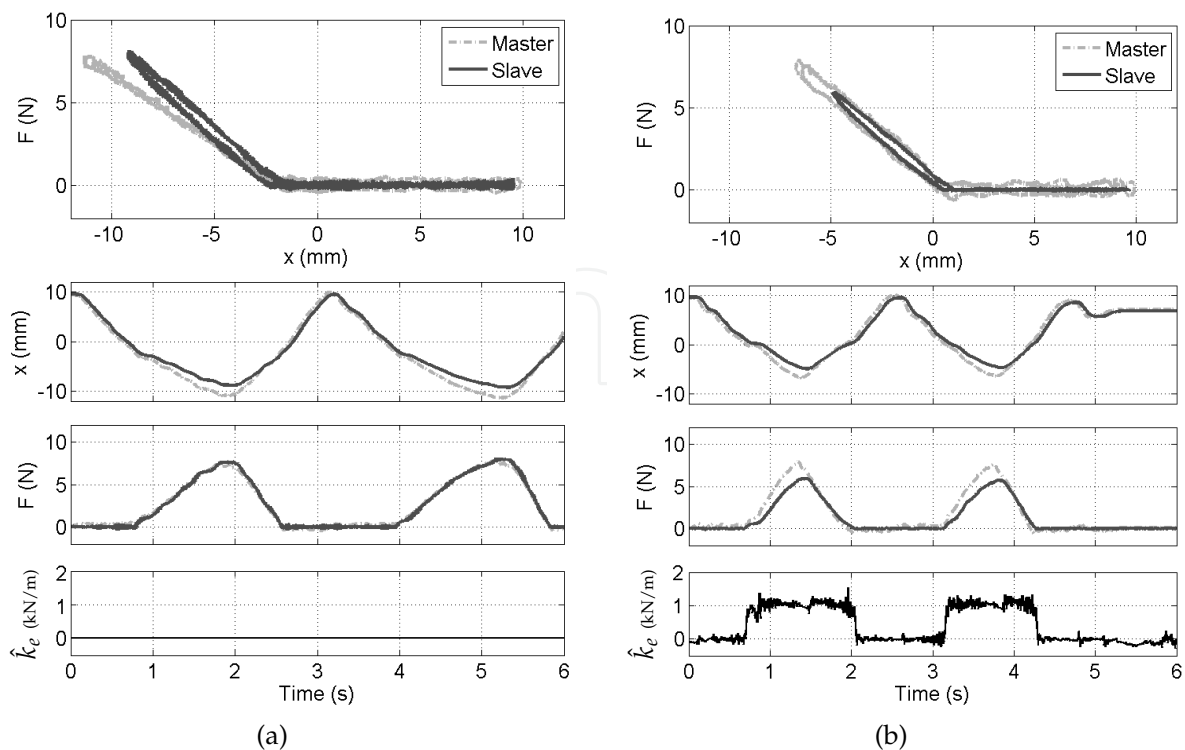 10
5
0
F (N)
Master
Slave
-10 -5 0 5 10
x (mm)
10
0
-10
x (mm)
10
5
0
F (N)
2
1
0
k̂e (kN/m)
0 1 2 3 4 5 6
Time (s)
(a)
10
5
0
F (N)
Master
Slave
-10 -5 0 5 10
x (mm)
10
0
-10
x (mm)
10
5
0
F (N)
2
1
0
k̂e (kN/m)
0 1 2 3 4 5 6
Time (s)
(b)